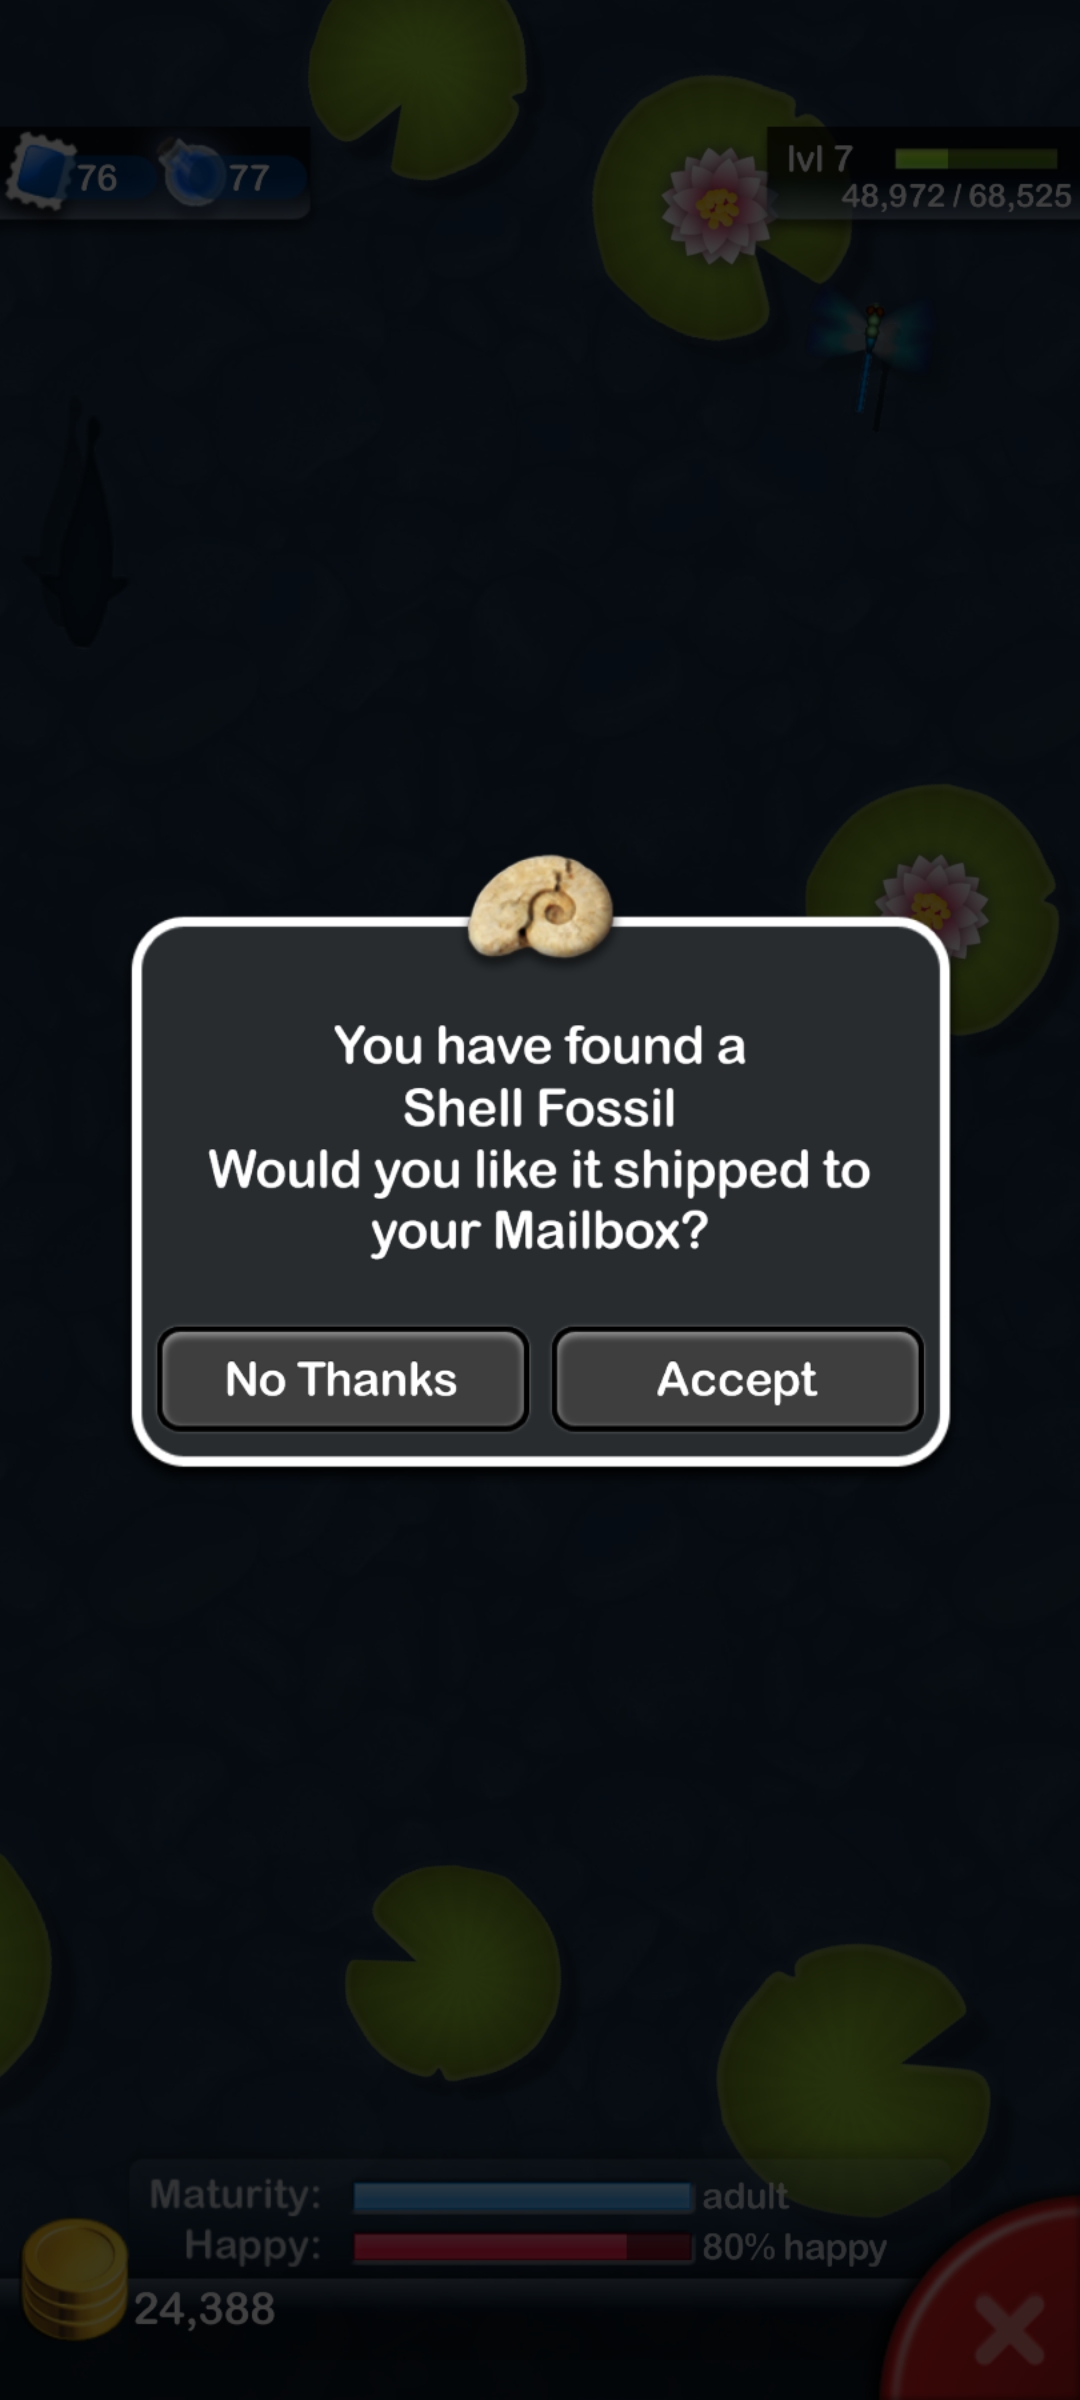 76 77
lvl 7
48,972 / 68,525
You have found a
Shell Fossil
Would you like it shipped to
your Mailbox?
No Thanks Accept
Maturity: adult
Happy: 80% happy
24,388